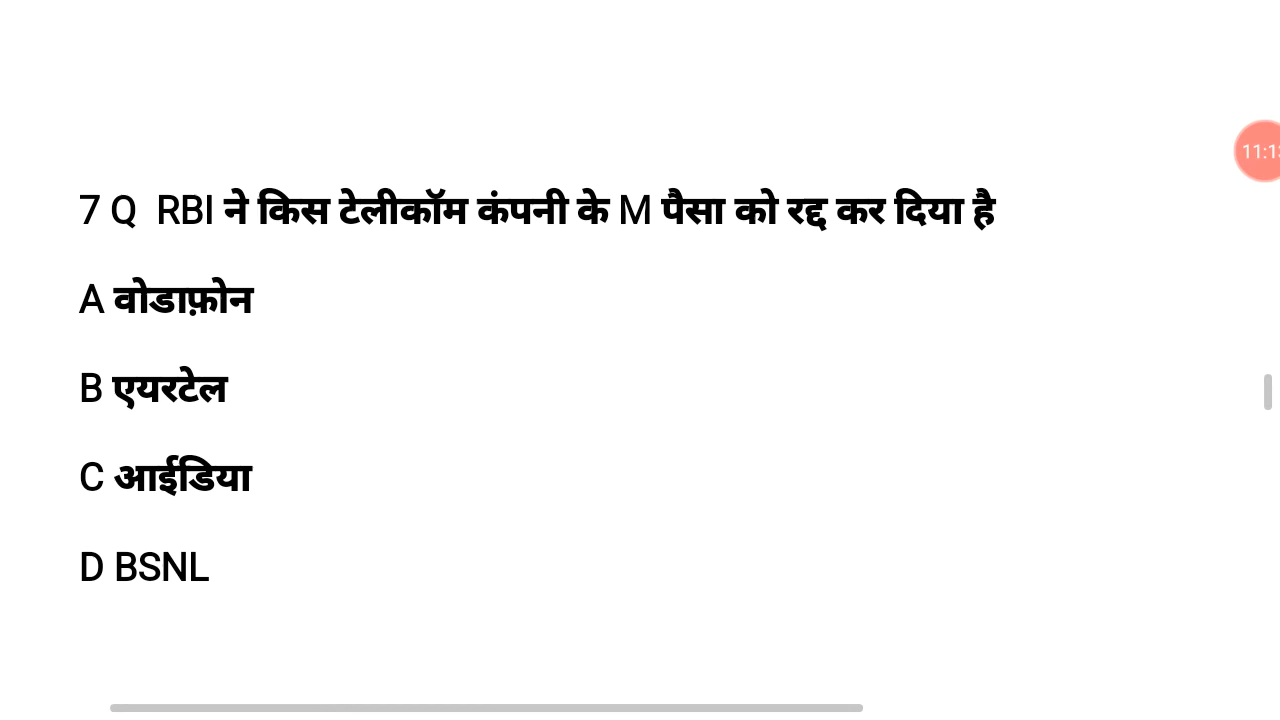 7 Q RBI ने किस टेलीकॉम कंपनी के M पैसा को रद्द कर दिया है
A वोडाफ़ोन
B एयरटेल
C आईडिया
D BSNL